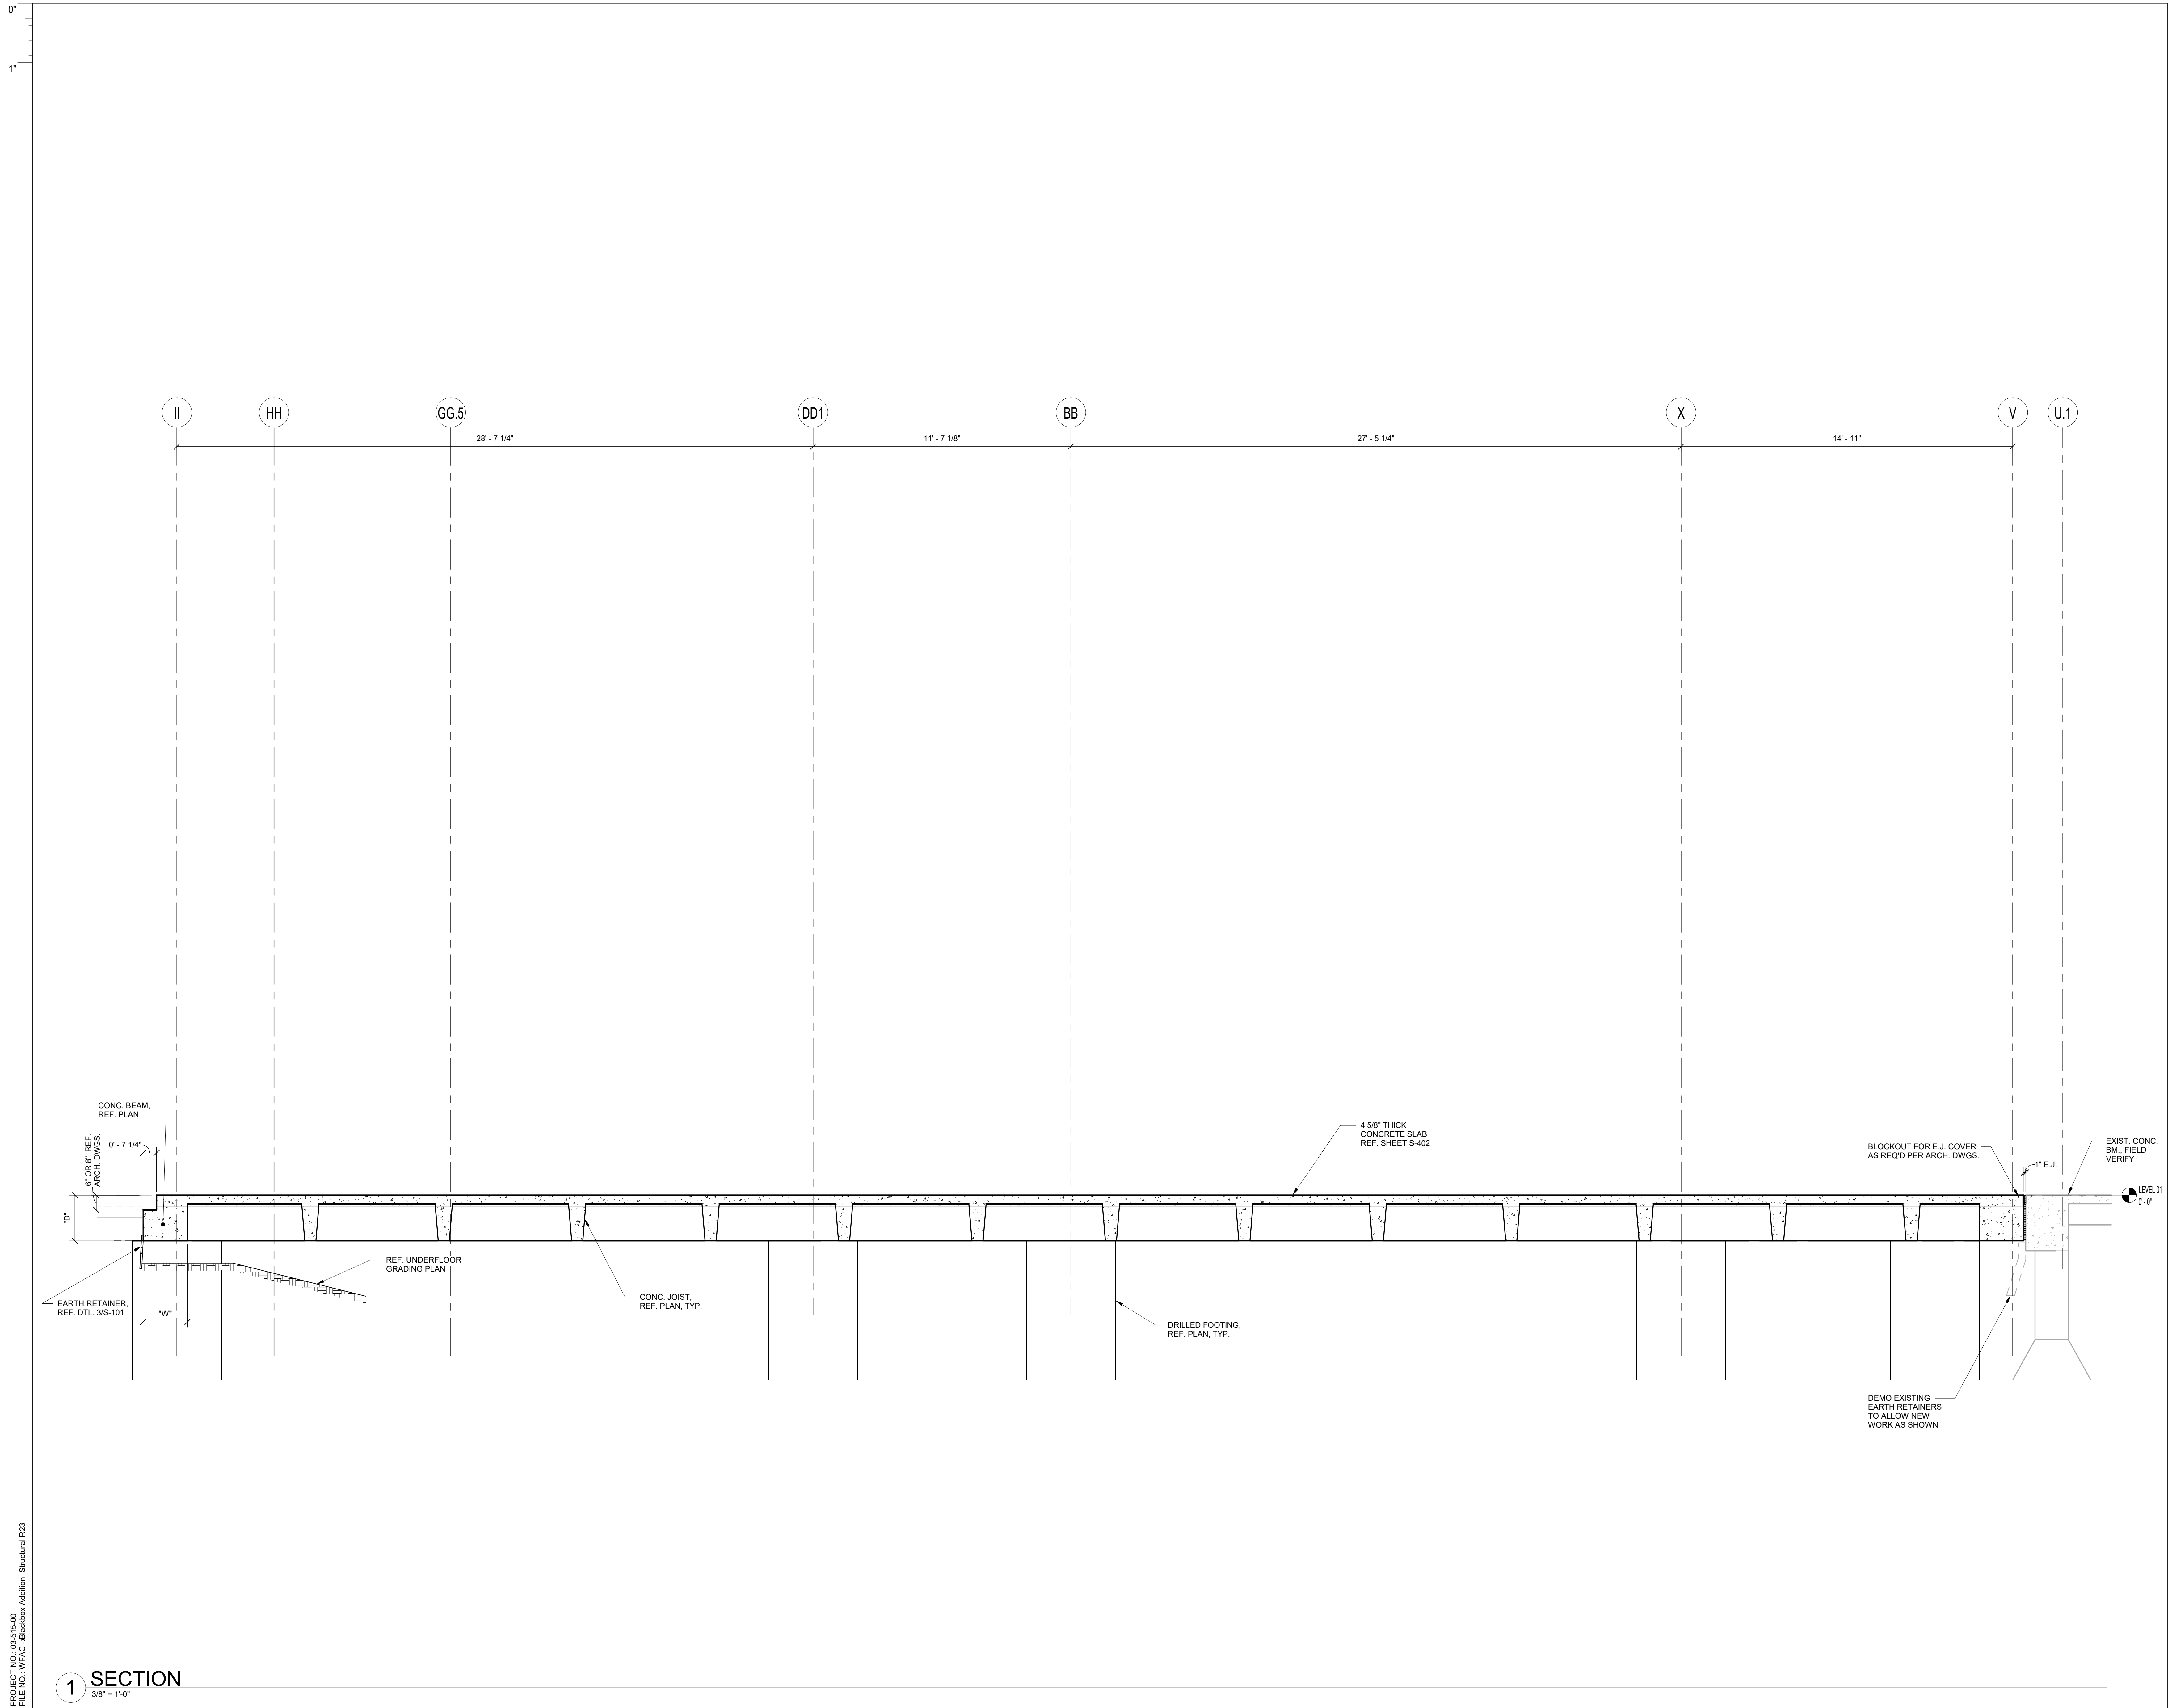 0"
1"
II
HH
GG.5
DD1
BB
X
V
U.1
28' - 7 1/4"
11' - 7 1/8"
27' - 5 1/4"
14' - 11"
CONC. BEAM,
REF. PLAN
0' - 7 1/4"
6" OR 8", REF.
ARCH. DWGS.
"D"
"W"
EARTH RETAINER,
REF. DTL. 3/S-101
REF. UNDERFLOOR
GRADING PLAN
CONC. JOIST,
REF. PLAN, TYP.
DRILLED FOOTING,
REF. PLAN, TYP.
4 5/8" THICK
CONCRETE SLAB
REF. SHEET S-402
BLOCKOUT FOR E.J. COVER
AS REQ'D PER ARCH. DWGS.
1" E.J.
EXIST. CONC.
BM., FIELD
VERIFY
LEVEL 01
0' - 0"
DEMO EXISTING
EARTH RETAINERS
TO ALLOW NEW
WORK AS SHOWN
PROJECT NO.: 03-515-00
FILE NO.: WFAC -Blackbox Addition Structural R23
1
SECTION
3/8" = 1'-0"